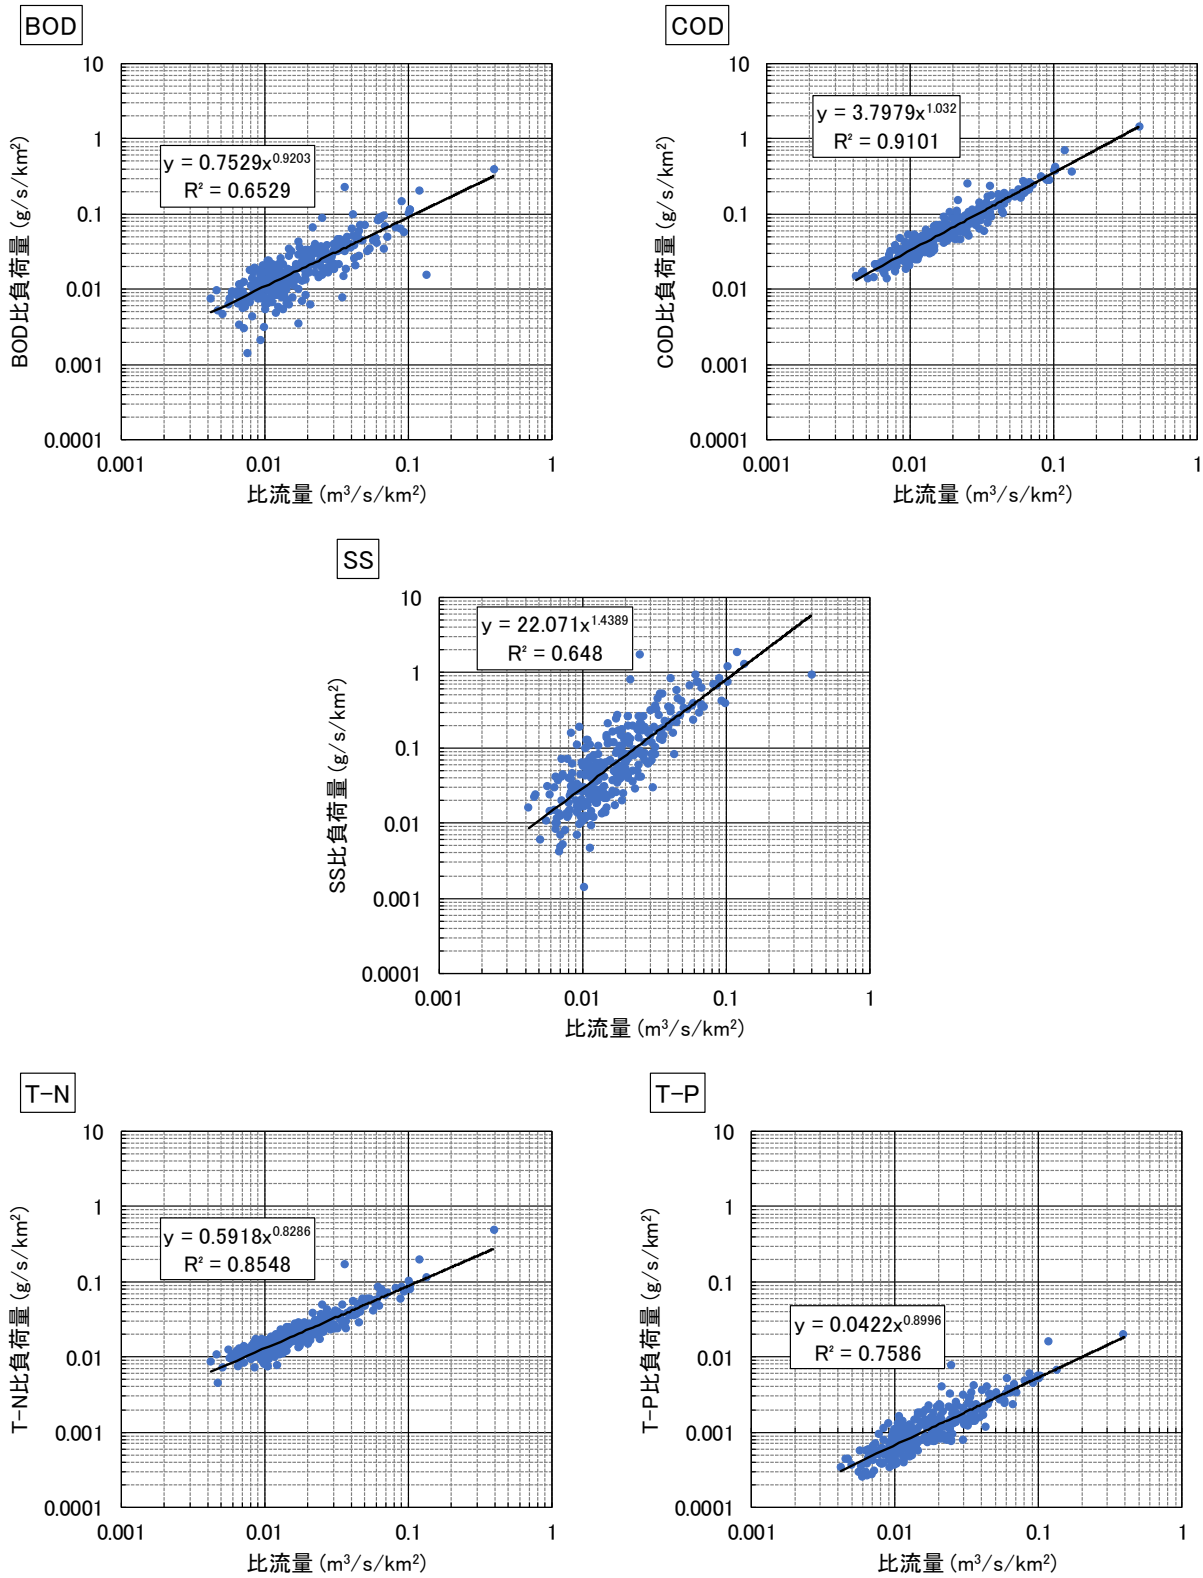 BOD
10
1
0.1
0.01
0.001
0.0001
0.001
0.01
0.1
1
BOD比負荷量 (g/s/km²)
比流量 (m³/s/km²)
y = 0.7529x^0.9203
R² = 0.6529
COD
10
1
0.1
0.01
0.001
0.0001
0.001
0.01
0.1
1
COD比負荷量 (g/s/km²)
比流量 (m³/s/km²)
y = 3.7979x^1.032
R² = 0.9101
SS
10
1
0.1
0.01
0.001
0.0001
0.001
0.01
0.1
1
SS比負荷量 (g/s/km²)
比流量 (m³/s/km²)
y = 22.071x^1.4389
R² = 0.648
T-N
10
1
0.1
0.01
0.001
0.0001
0.001
0.01
0.1
1
T-N比負荷量 (g/s/km²)
比流量 (m³/s/km²)
y = 0.5918x^0.8286
R² = 0.8548
T-P
10
1
0.1
0.01
0.001
0.0001
0.001
0.01
0.1
1
T-P比負荷量 (g/s/km²)
比流量 (m³/s/km²)
y = 0.0422x^0.8996
R² = 0.7586